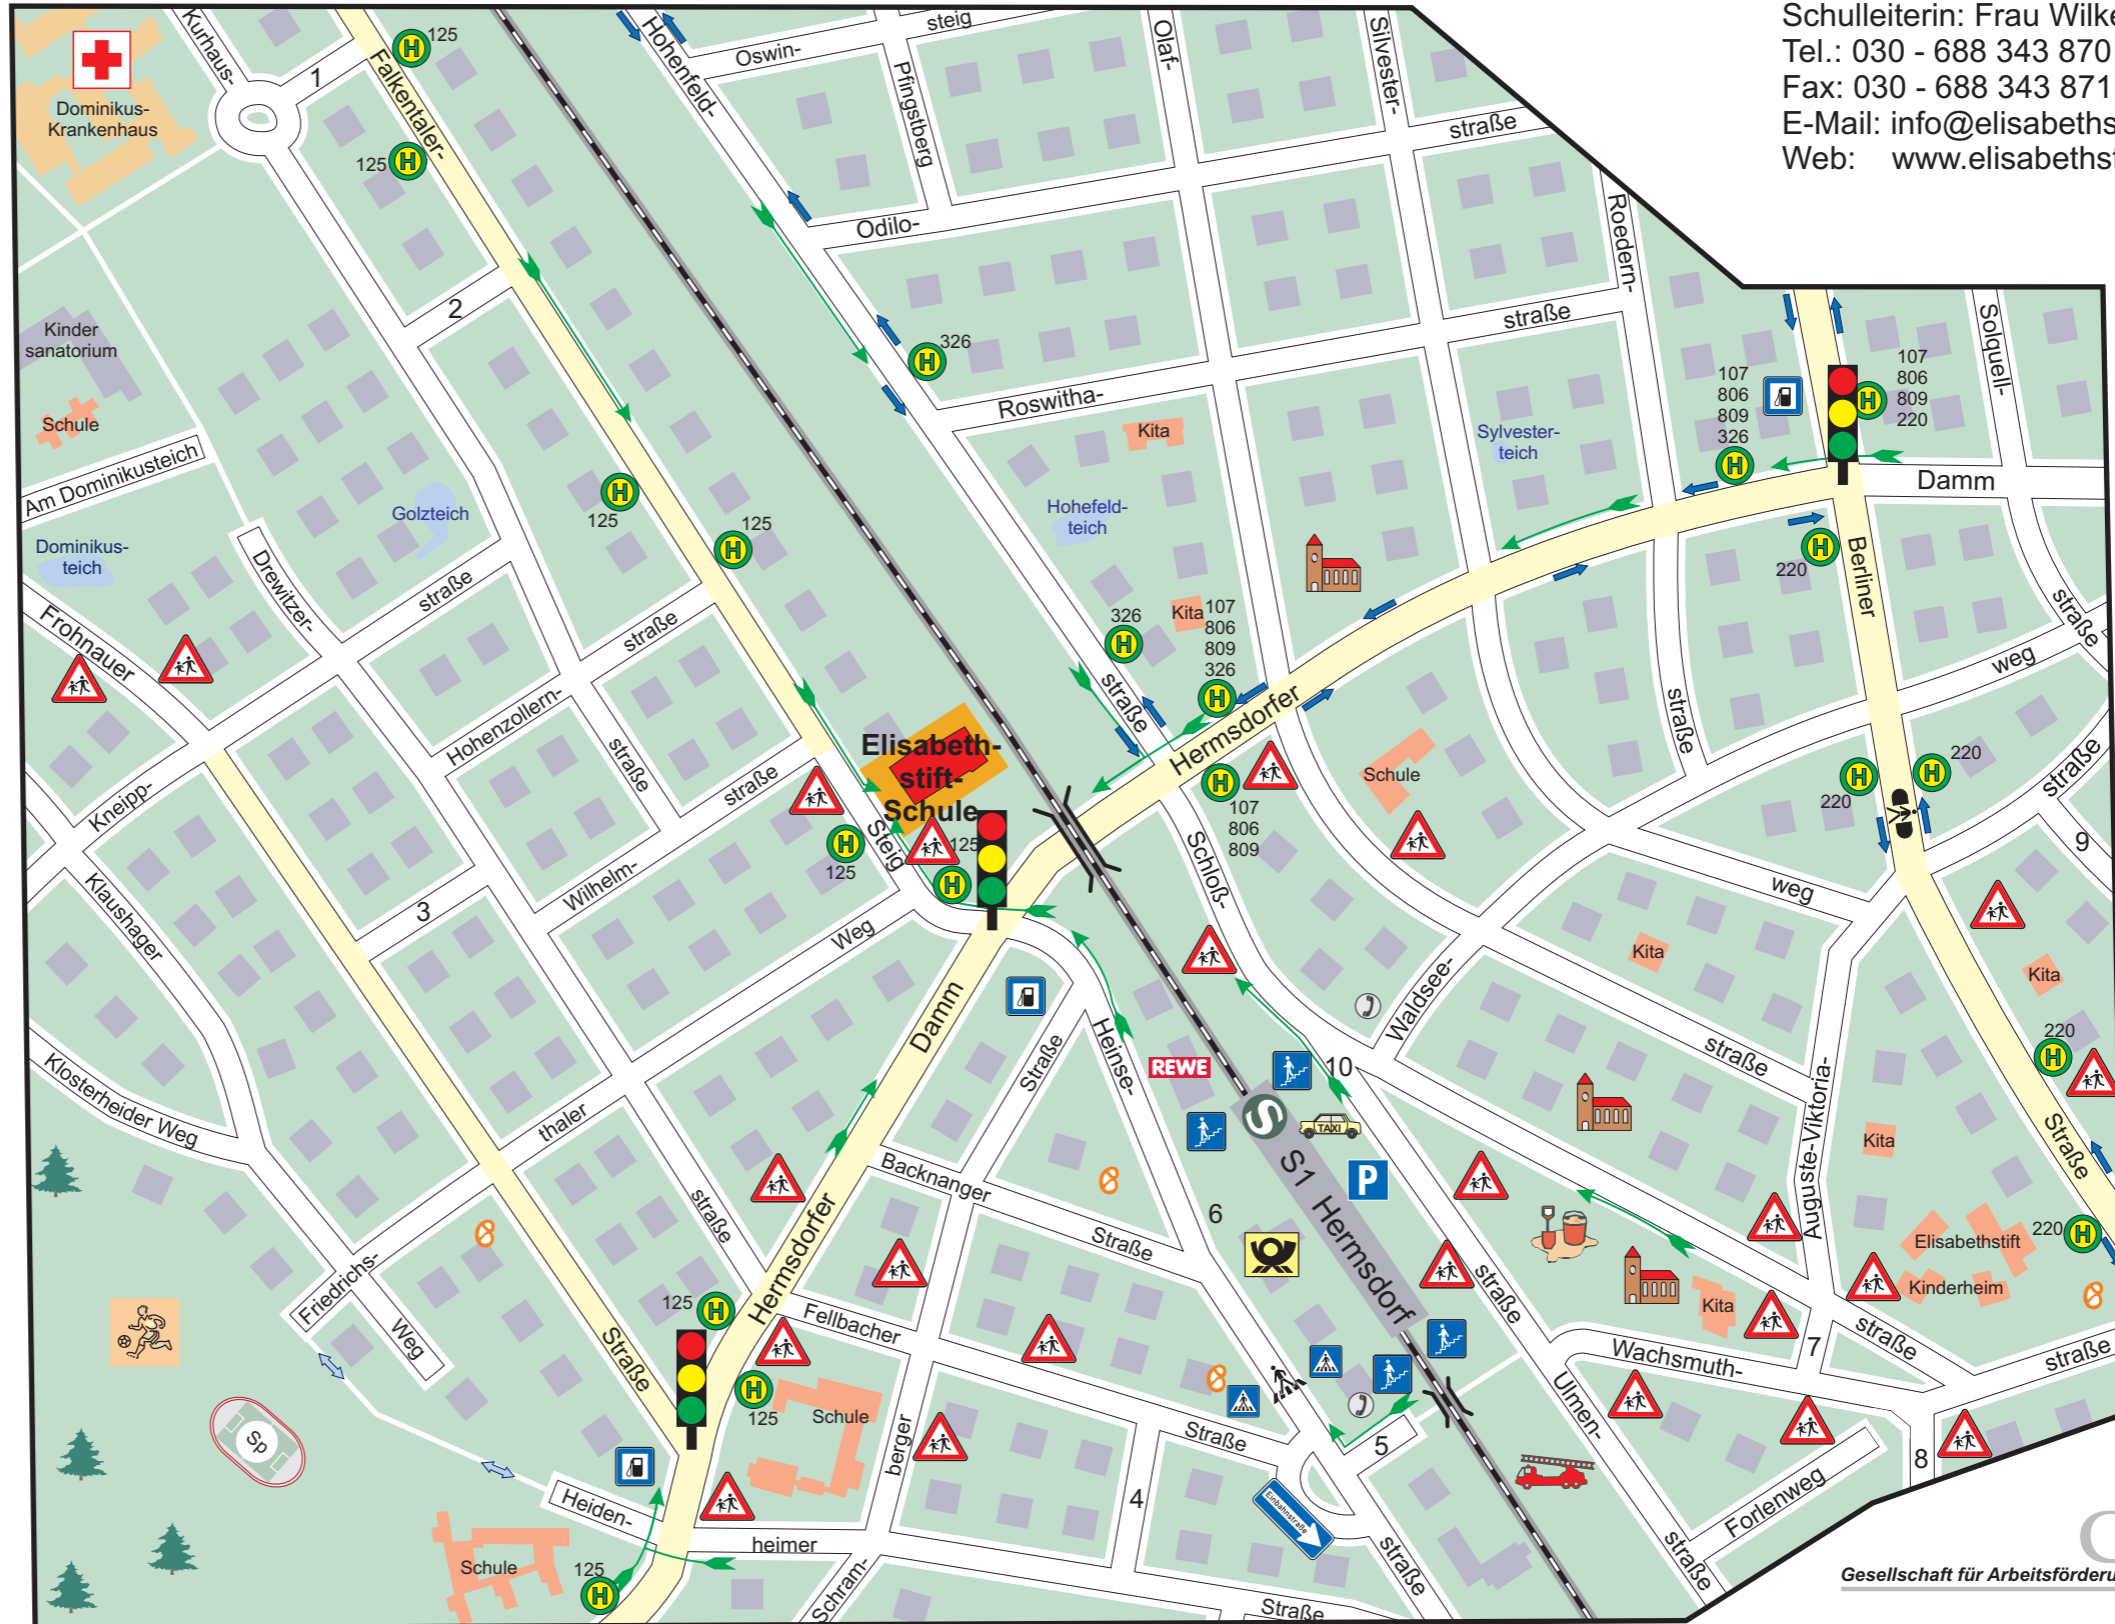 Schulleiterin: Frau Wilke
Tel.: 030 - 688 343 870
Fax: 030 - 688 343 871
E-Mail: info@elisabeths
Web: www.elisabethst
Kurhaus-
1
Falkentaler-
125
Dominikus-
Krankenhaus
125
Hohenfeld-
Oswin-
steig
Pfingstberg
Olaf-
Silvester-
straße
Odilo-
Roedern-
straße
2
Kinder
sanatorium
Schule
Am Dominikusteich
Dominikus-
teich
Golzteich
Drewitzer-
straße
326
Roswitha-
Kita
Hohefeld-
teich
Sylvester-
teich
107
806
809
326
107
806
809
220
Solquell-
Damm
220
Berliner
straße
weg
125
125
Frohnauer
Hohenzollern-
straße
straße
straße
Kneipp-
326
Kita
107
806
809
326
straße
Hermsdorfer
107
806
809
Schule
straße
220
220
straße
9
Elisabeth-
stift-
Schule
Steig
125
125
Wilhelm-
Weg
3
Klaushager
Klosterheider Weg
thaler
Friedrichs-
Weg
straße
Damm
Straße
Heinse-
REWE
Schloß-
Waldsee-
weg
Kita
Kita
straße
10
TAXI
S
S1 Hermsdorf
P
Auguste-Viktoria-
Kita
220
Straße
220
Elisabethstift
Kinderheim
Backnanger
Straße
6
Hermsdorfer
Fellbacher
125
125
Straße
Schule
berger
Straße
5
4
Einbahnstraße
straße
straße
Kita
Wachsmuth-
7
straße
straße
Ulmen-
8
Forlenweg
straße
Sp
Heiden-
heimer
Schule
125
Schram-
Straße
Gesellschaft für Arbeitsförderu